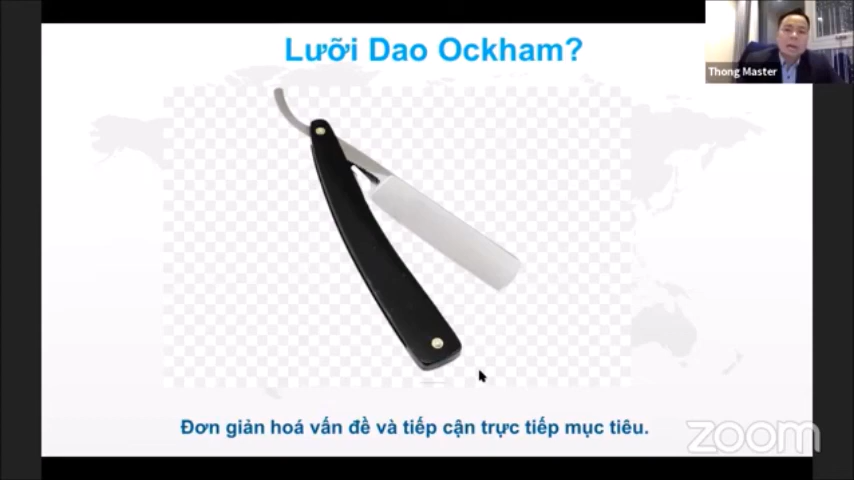 Lưỡi Dao Ockham?
Thong Master
Đơn giản hoá vấn đề và tiếp cận trực tiếp mục tiêu.
zoom